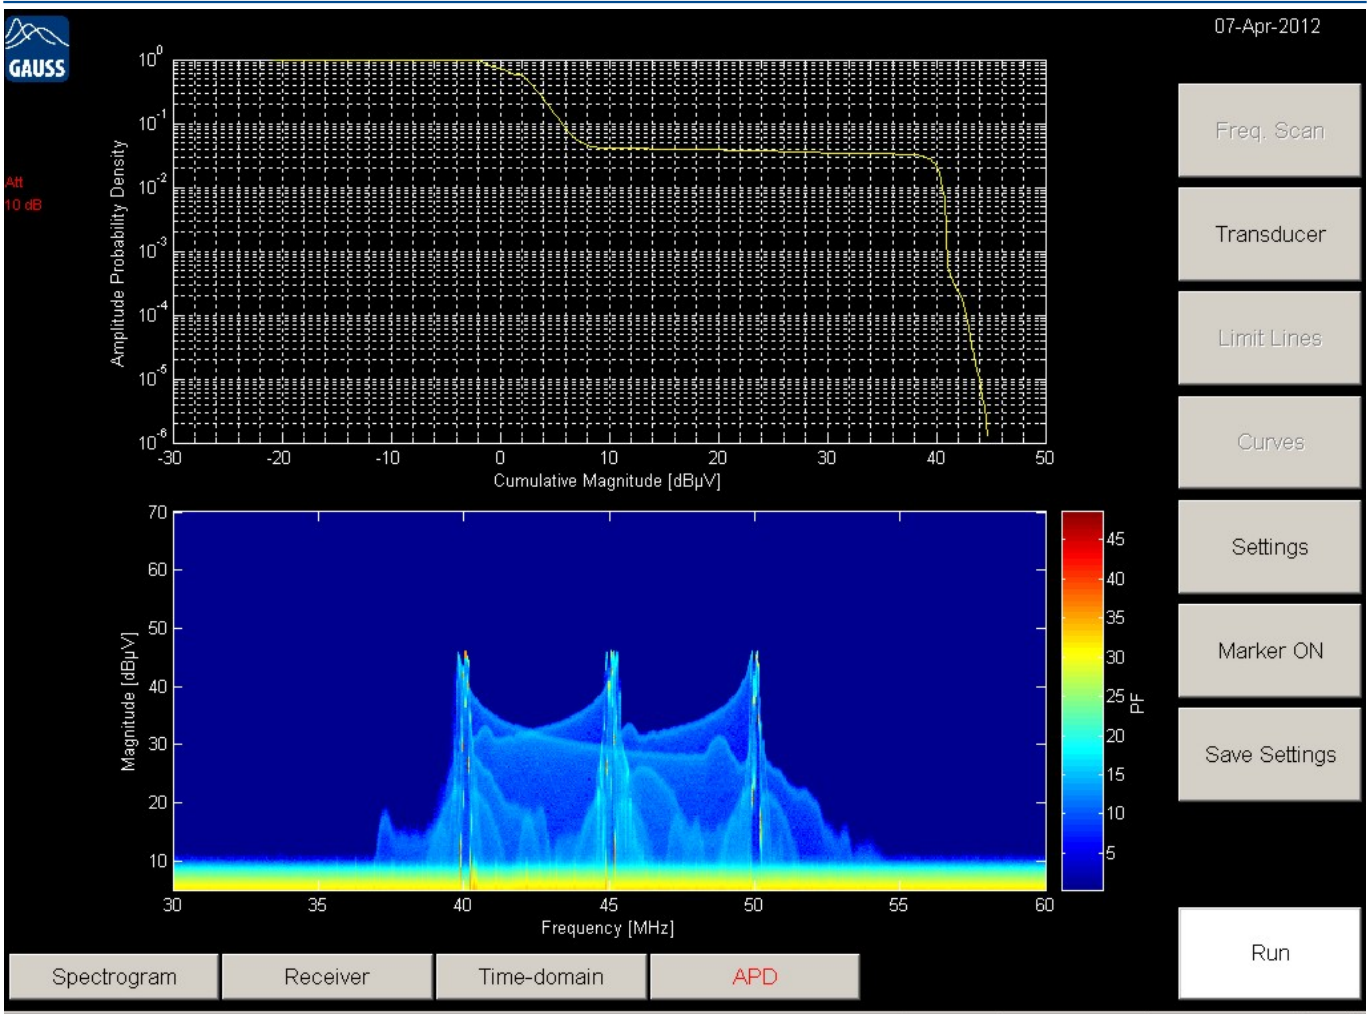 07-Apr-2012
GAUSS
Att
10 dB
Amplitude Probability Density
10^0
10^-1
10^-2
10^-3
10^-4
10^-5
10^-6
-30 -20 -10 0 10 20 30 40 50
Cumulative Magnitude [dBµV]
Magnitude [dBµV]
70
60
50
40
30
20
10
30 35 40 45 50 55 60
Frequency [MHz]
45
40
35
30
25
20
15
10
5
PF
Freq. Scan
Transducer
Limit Lines
Curves
Settings
Marker ON
Save Settings
Run
Spectrogram Receiver Time-domain APD